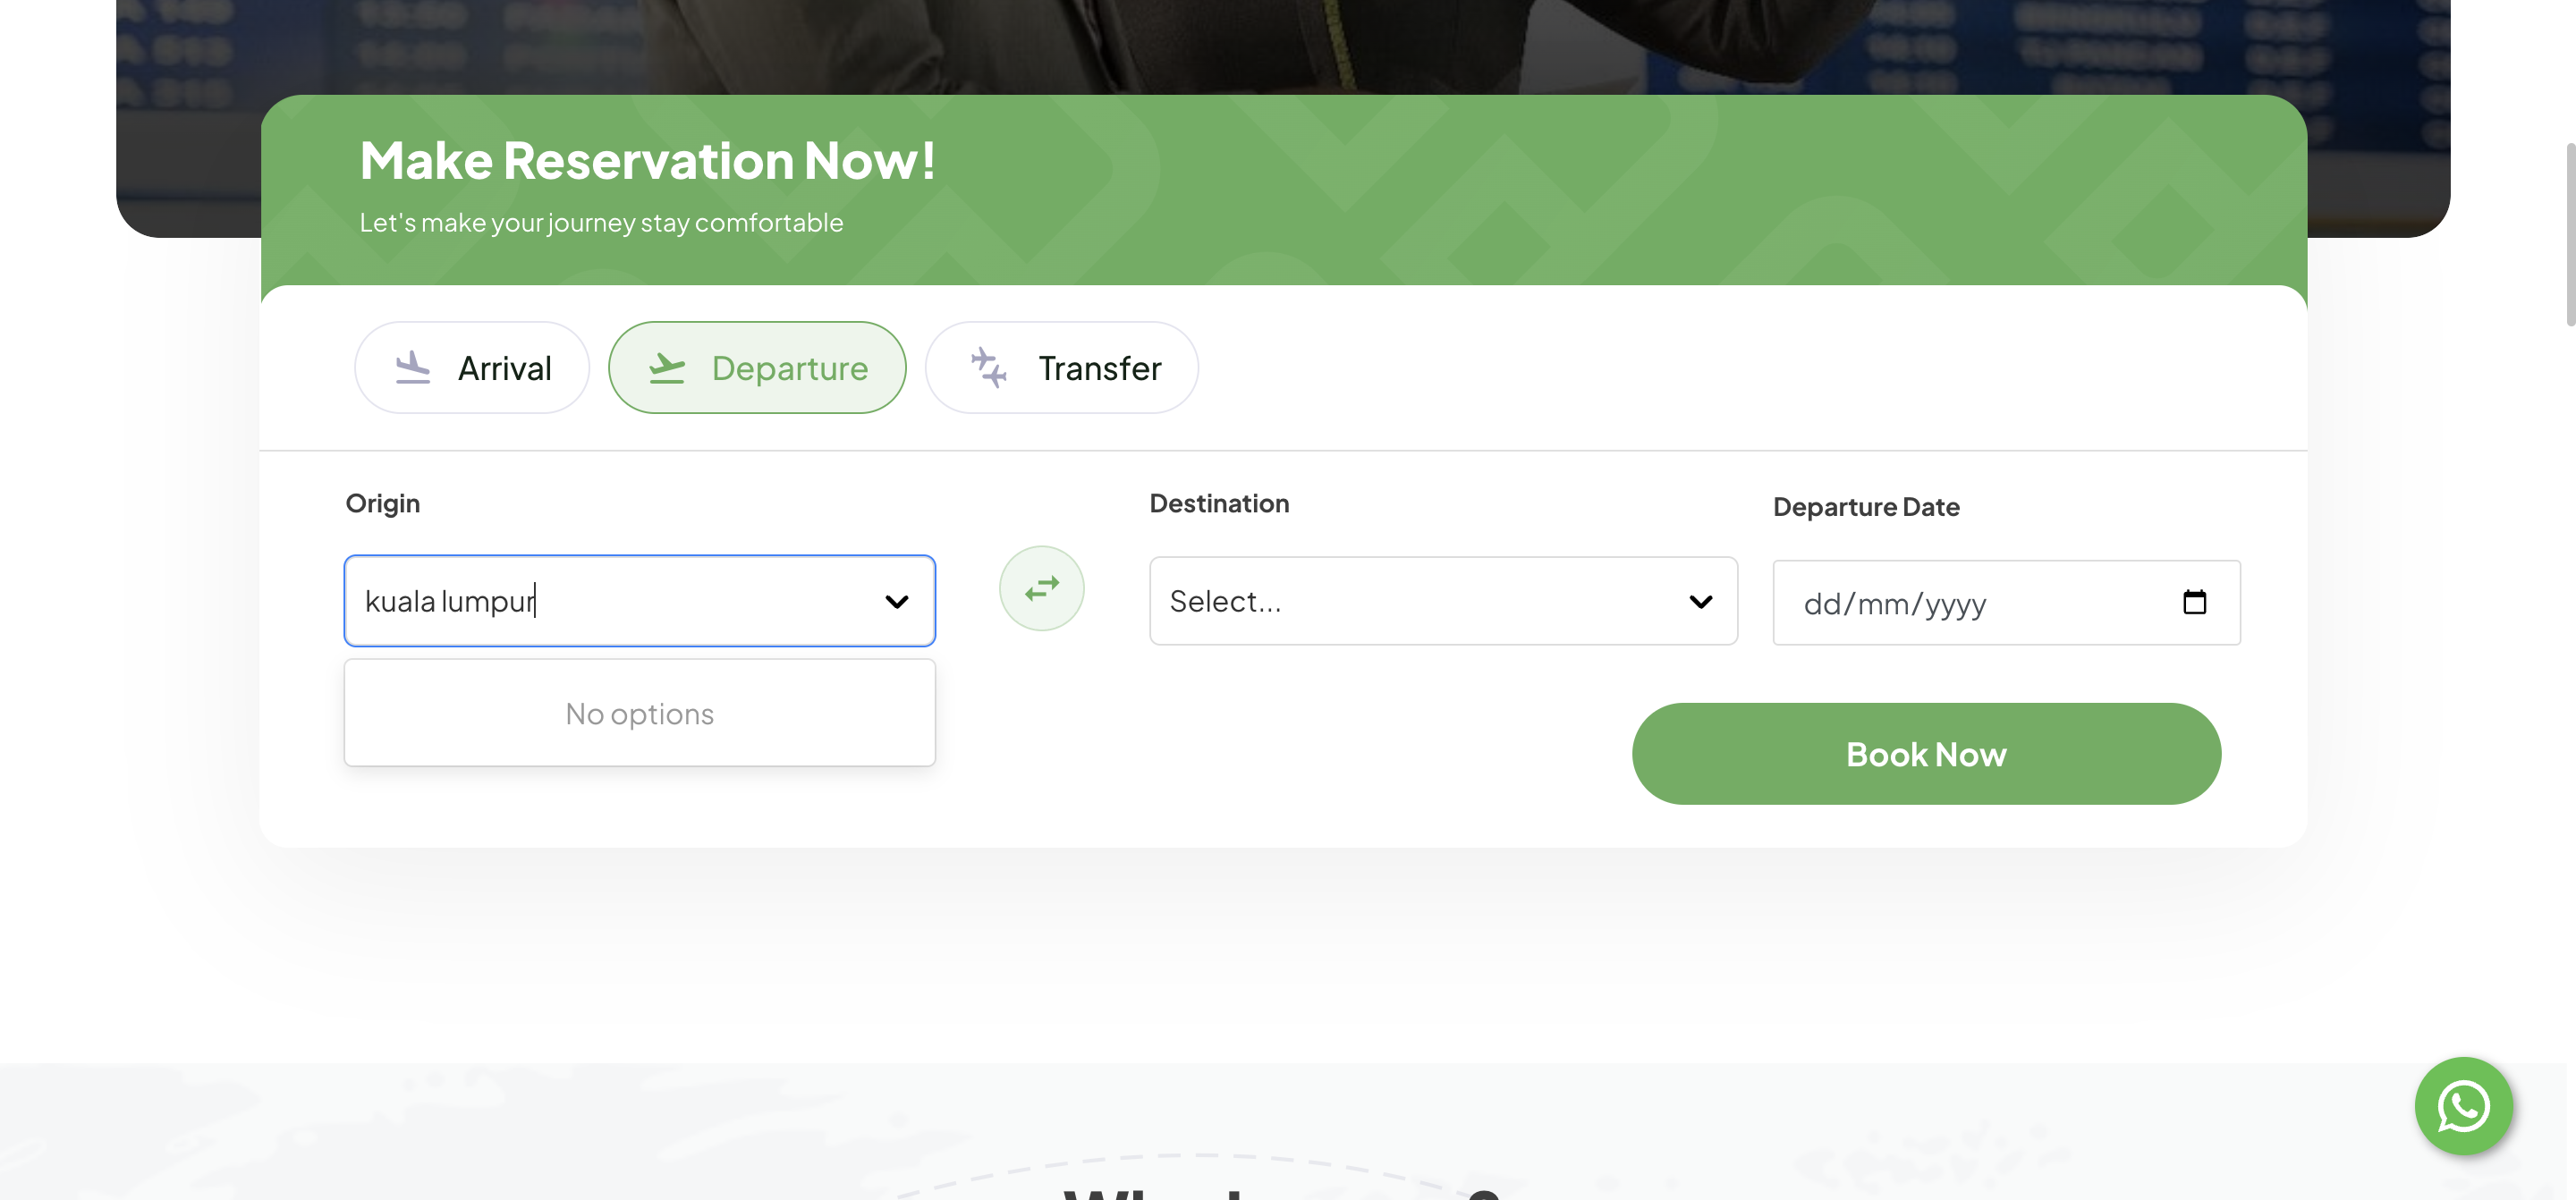 Make Reservation Now!
Let's make your journey stay comfortable
Arrival
Departure
Transfer
Origin
Destination
Departure Date
kuala lumpur
Select...
dd/mm/yyyy
No options
Book Now